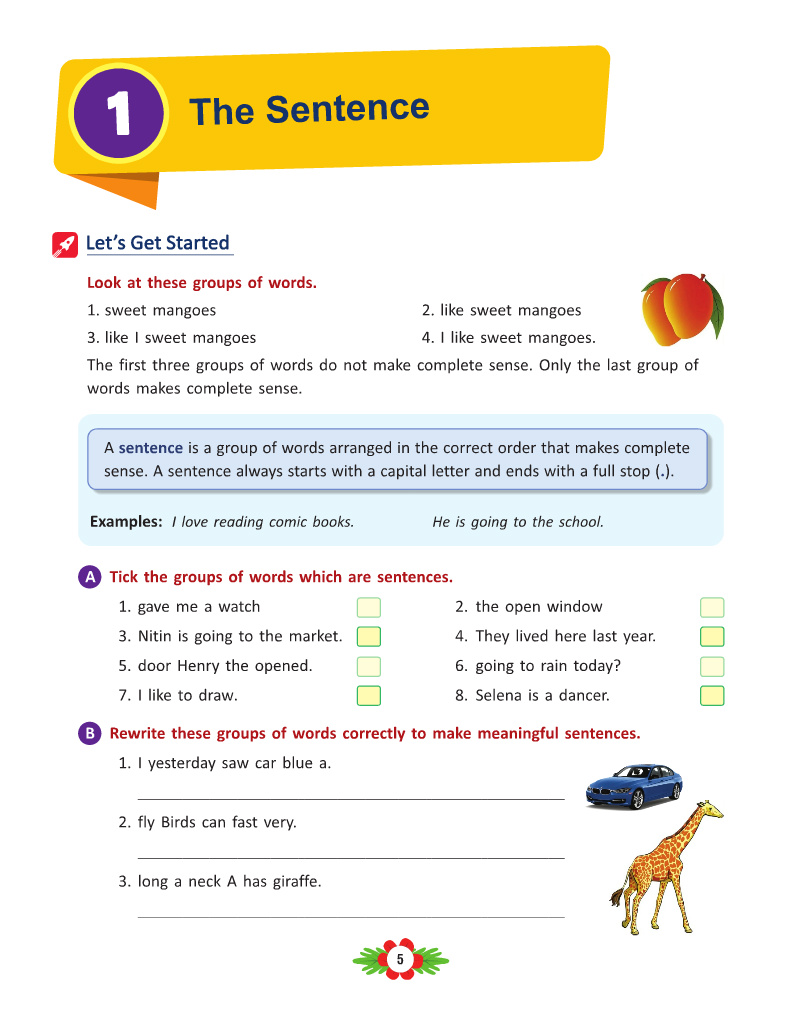 1
The Sentence
Let's Get Started
Look at these groups of words.
1. sweet mangoes
2. like sweet mangoes
3. like I sweet mangoes
4. I like sweet mangoes.
The first three groups of words do not make complete sense. Only the last group of
words makes complete sense.
A sentence is a group of words arranged in the correct order that makes complete
sense. A sentence always starts with a capital letter and ends with a full stop (.).
Examples: I love reading comic books. He is going to the school.
A Tick the groups of words which are sentences.
1. gave me a watch
2. the open window
3. Nitin is going to the market.
4. They lived here last year.
5. door Henry the opened.
6. going to rain today?
7. I like to draw.
8. Selena is a dancer.
B Rewrite these groups of words correctly to make meaningful sentences.
1. I yesterday saw car blue a.
2. fly Birds can fast very.
3. long a neck A has giraffe.
5